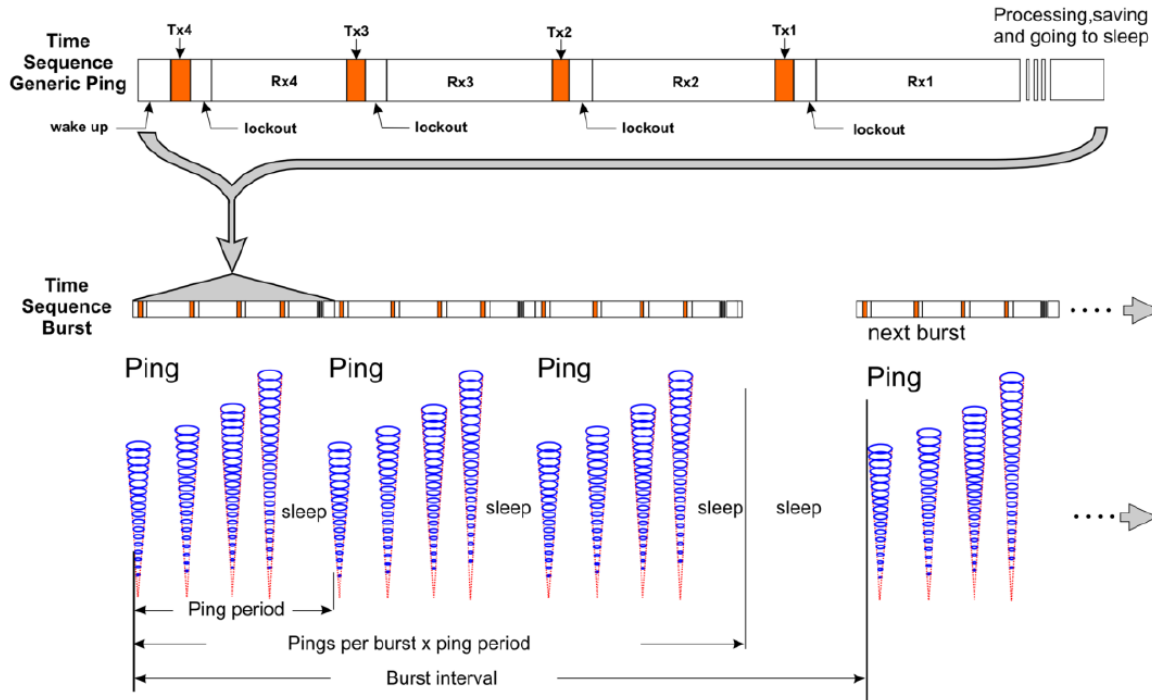 Processing,saving
and going to sleep
Time
Sequence
Generic Ping
Tx4
Tx3
Tx2
Tx1
Rx4
Rx3
Rx2
Rx1
wake up
lockout
lockout
lockout
lockout
Time
Sequence
Burst
next burst
Ping
Ping
Ping
Ping
sleep
sleep
sleep
sleep
Ping period
Pings per burst x ping period
Burst interval